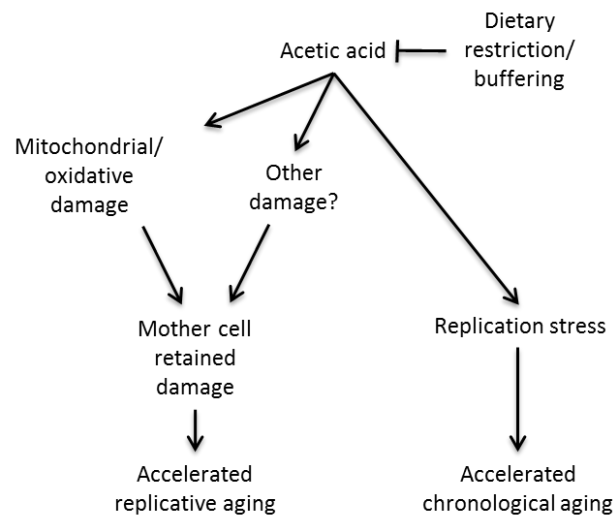 Acetic acid
Dietary
restriction/
buffering
Mitochondrial/
oxidative
damage
Other
damage?
Mother cell
retained
damage
Replication stress
Accelerated
replicative aging
Accelerated
chronological aging